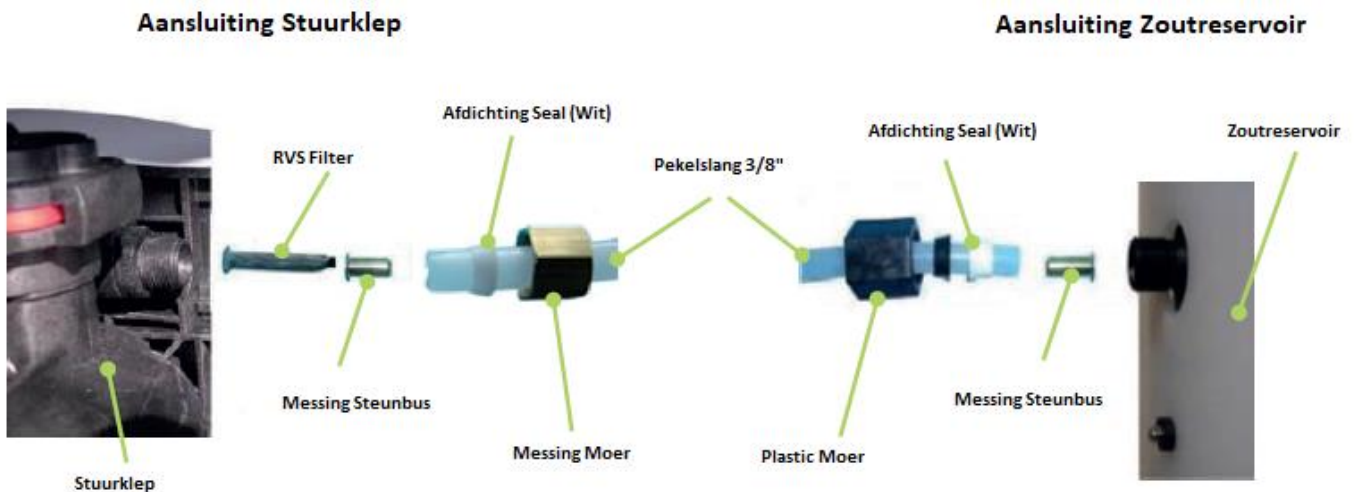 Aansluiting Stuurklep
Aansluiting Zoutreservoir
Afdichting Seal (Wit)
Afdichting Seal (Wit)
Zoutreservoir
RVS Filter
Pekelslang 3/8"
Messing Steunbus
Messing Steunbus
Messing Moer
Plastic Moer
Stuurklep